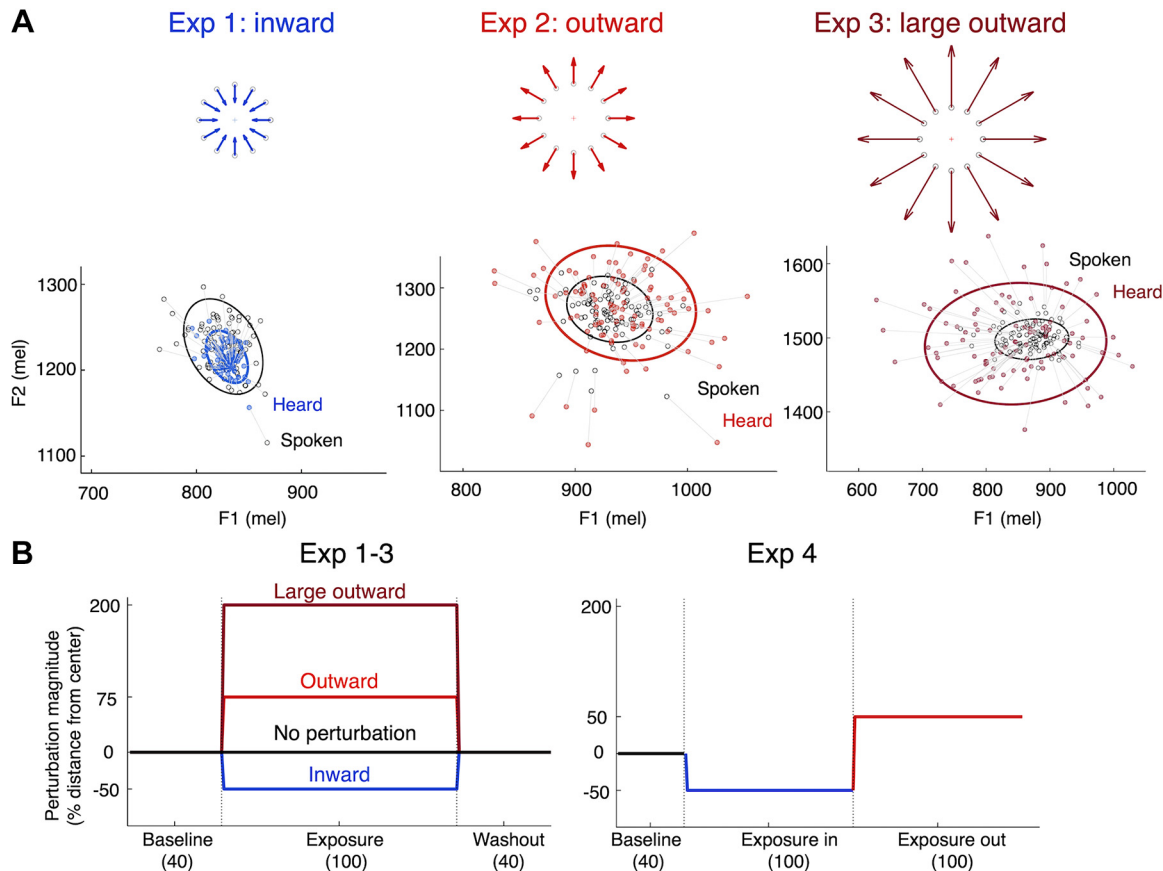 A
Exp 1: inward
Exp 2: outward
Exp 3: large outward
F2 (mel)
1300
1200
1100
700
800
900
F1 (mel)
Heard
Spoken
1300
1200
1100
800
900
1000
F1 (mel)
Spoken
Heard
1600
1500
1400
600
700
800
900
1000
F1 (mel)
Spoken
Heard
B
Exp 1-3
Perturbation magnitude
(% distance from center)
200
75
0
-50
Large outward
Outward
No perturbation
Inward
Baseline
(40)
Exposure
(100)
Washout
(40)
Exp 4
200
50
0
-50
Baseline
(40)
Exposure in
(100)
Exposure out
(100)